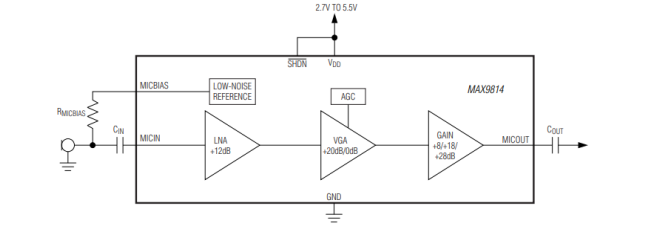 2.7V TO 5.5V
SHDN
VDD
MICBIAS
LOW-NOISE
REFERENCE
AGC
MAX9814
RMICBIAS
CIN
MICIN
LNA
+12dB
VGA
+20dB/0dB
GAIN
+8/+18/
+28dB
MICOUT
COUT
GND